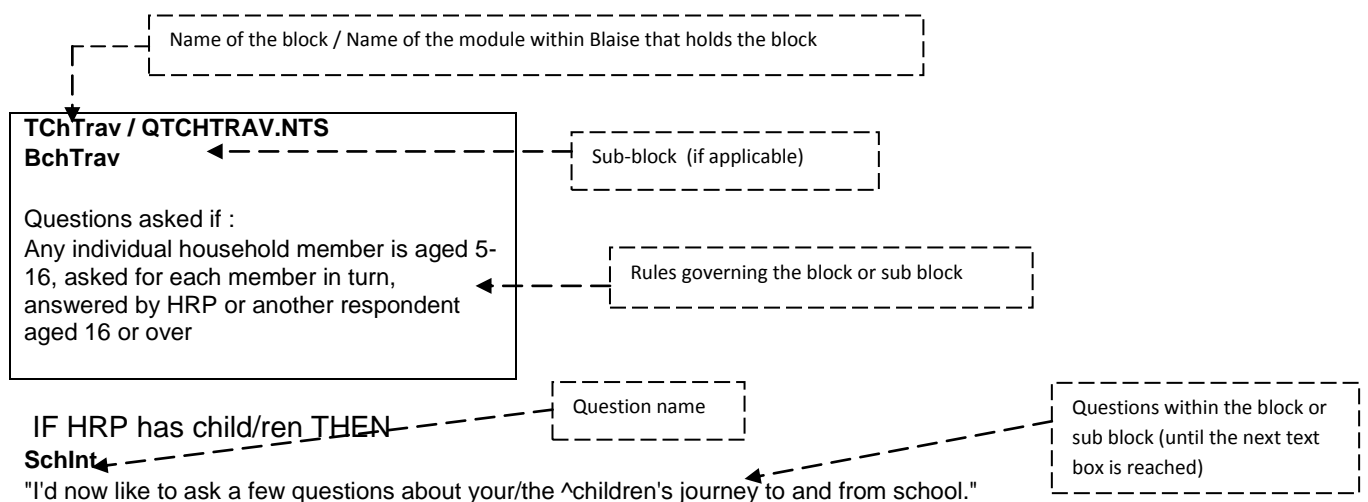 Name of the block / Name of the module within Blaise that holds the block
TChTrav / QTCHTRAV.NTS
BchTrav
Sub-block (if applicable)
Questions asked if :
Any individual household member is aged 5-
16, asked for each member in turn,
answered by HRP or another respondent
aged 16 or over
Rules governing the block or sub block
Question name
Questions within the block or
sub block (until the next text
box is reached)
IF HRP has child/ren THEN
SchInt
"I'd now like to ask a few questions about your/the ^children's journey to and from school."